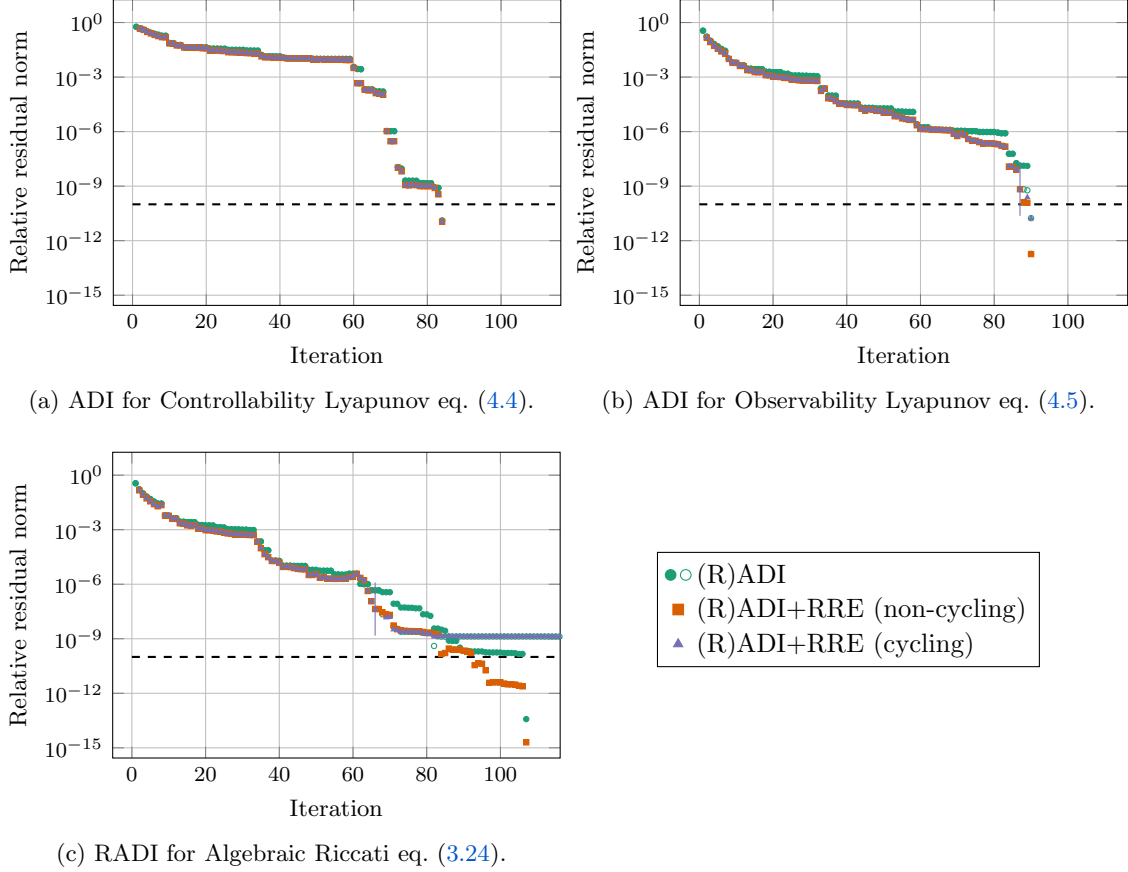 10^0
10^−3
10^−6
10^−9
10^−12
10^−15
Relative residual norm
0 20 40 60 80 100
Iteration
(a) ADI for Controllability Lyapunov eq. (4.4).
10^0
10^−3
10^−6
10^−9
10^−12
10^−15
Relative residual norm
0 20 40 60 80 100
Iteration
(b) ADI for Observability Lyapunov eq. (4.5).
10^0
10^−3
10^−6
10^−9
10^−12
10^−15
Relative residual norm
0 20 40 60 80 100
Iteration
(c) RADI for Algebraic Riccati eq. (3.24).
(R)ADI
(R)ADI+RRE (non-cycling)
(R)ADI+RRE (cycling)